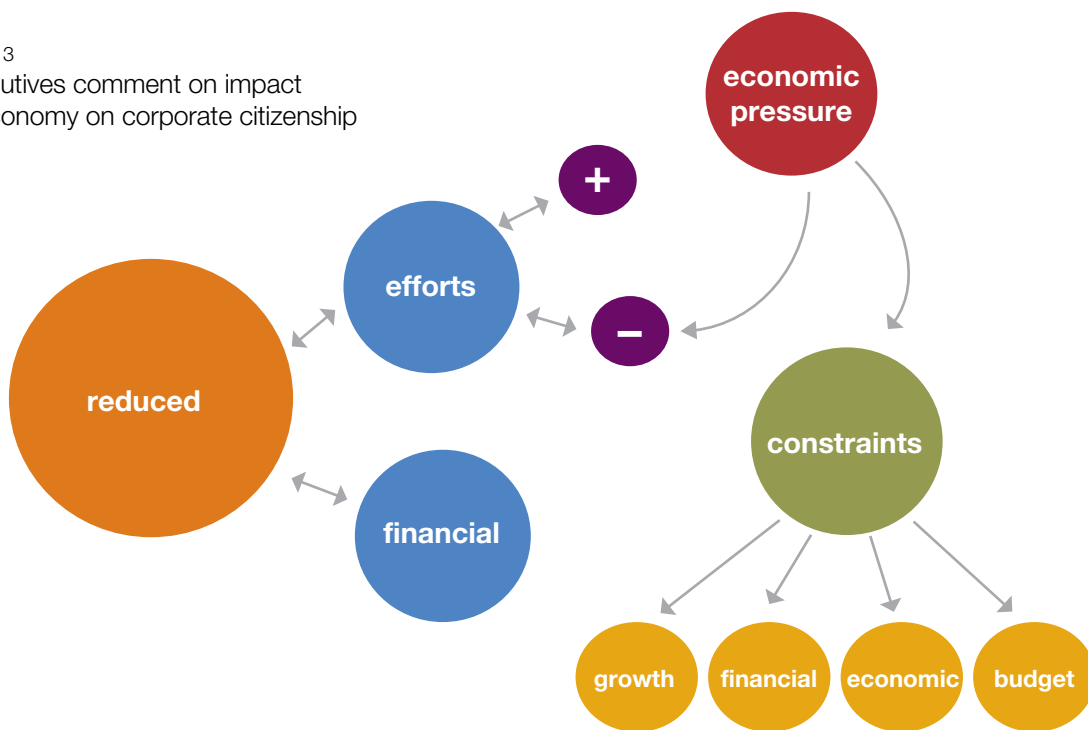 3
utives comment on impact
onomy on corporate citizenship
economic
pressure
+
efforts
–
reduced
constraints
financial
growth
financial
economic
budget